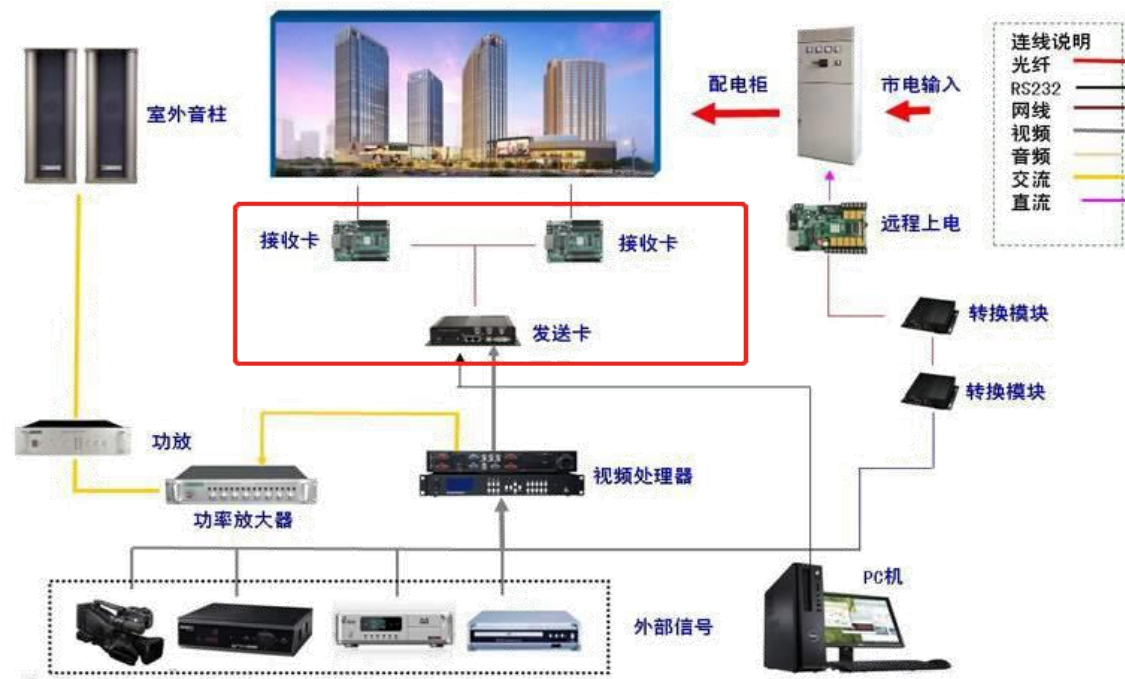 室外音柱
配电柜
市电输入
连线说明
光纤
RS232
网线
视频
音频
交流
直流
接收卡
接收卡
远程上电
发送卡
转换模块
转换模块
功放
视频处理器
功率放大器
PC机
外部信号